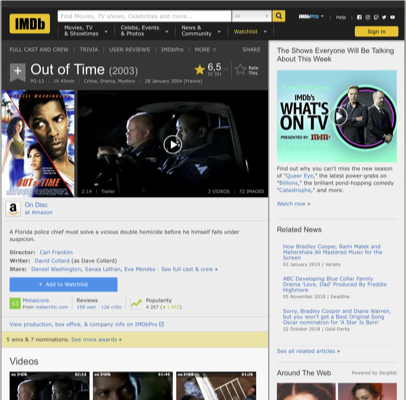 IMDb
Find Movies, TV shows, Celebrities and more...
All
IMDbPro
Help
Movies, TV & Showtimes
Celebs, Events & Photos
News & Community
Watchlist
Sign in
FULL CAST AND CREW | TRIVIA | USER REVIEWS | IMDbPro | MORE
SHARE
Out of Time (2003)
6,5
Rate This
PG-13 | 1h 45min | Crime, Drama, Mystery | 28 January 2004 (France)
DENZEL WASHINGTON
OUT OF TIME
2:14 | Trailer
3 VIDEOS | 72 IMAGES
On Disc
at Amazon
A Florida police chief must solve a vicious double homicide before he himself falls under
suspicion.
Director: Carl Franklin
Writer: David Collard (as Dave Collard)
Stars: Denzel Washington, Sanaa Lathan, Eva Mendes | See full cast & crew »
+ Add to Watchlist
63
Metascore
From metacritic.com
Reviews
158 user | 126 critic
Popularity
View production, box office, & company info on IMDbPro
5 wins & 7 nominations. See more awards »
Videos
The Shows Everyone Will Be Talking
About This Week
IMDb's
WHAT'S
ON TV
PRESENTED BY m&m's
Find out why you can't miss the new season
of "Queer Eye," the latest power-grabs on
"Billions," the brilliant pond-hopping comedy
"Catastrophe," and more.
Watch now »
Related News
How Bradley Cooper, Rami Malek and
Mahershala Ali Mastered Music for the
Screen
03 January 2019 | Variety
ABC Developing Blue Collar Family
Drama 'Love, Dad' Produced By Freddie
Highmore
05 November 2018 | Deadline
Sorry, Bradley Cooper and Diane Warren,
but you won't get a Best Original Song
Oscar nomination for 'A Star Is Born'
22 October 2018 | Gold Derby
See all related articles »
Around The Web
Powered by ZergNet